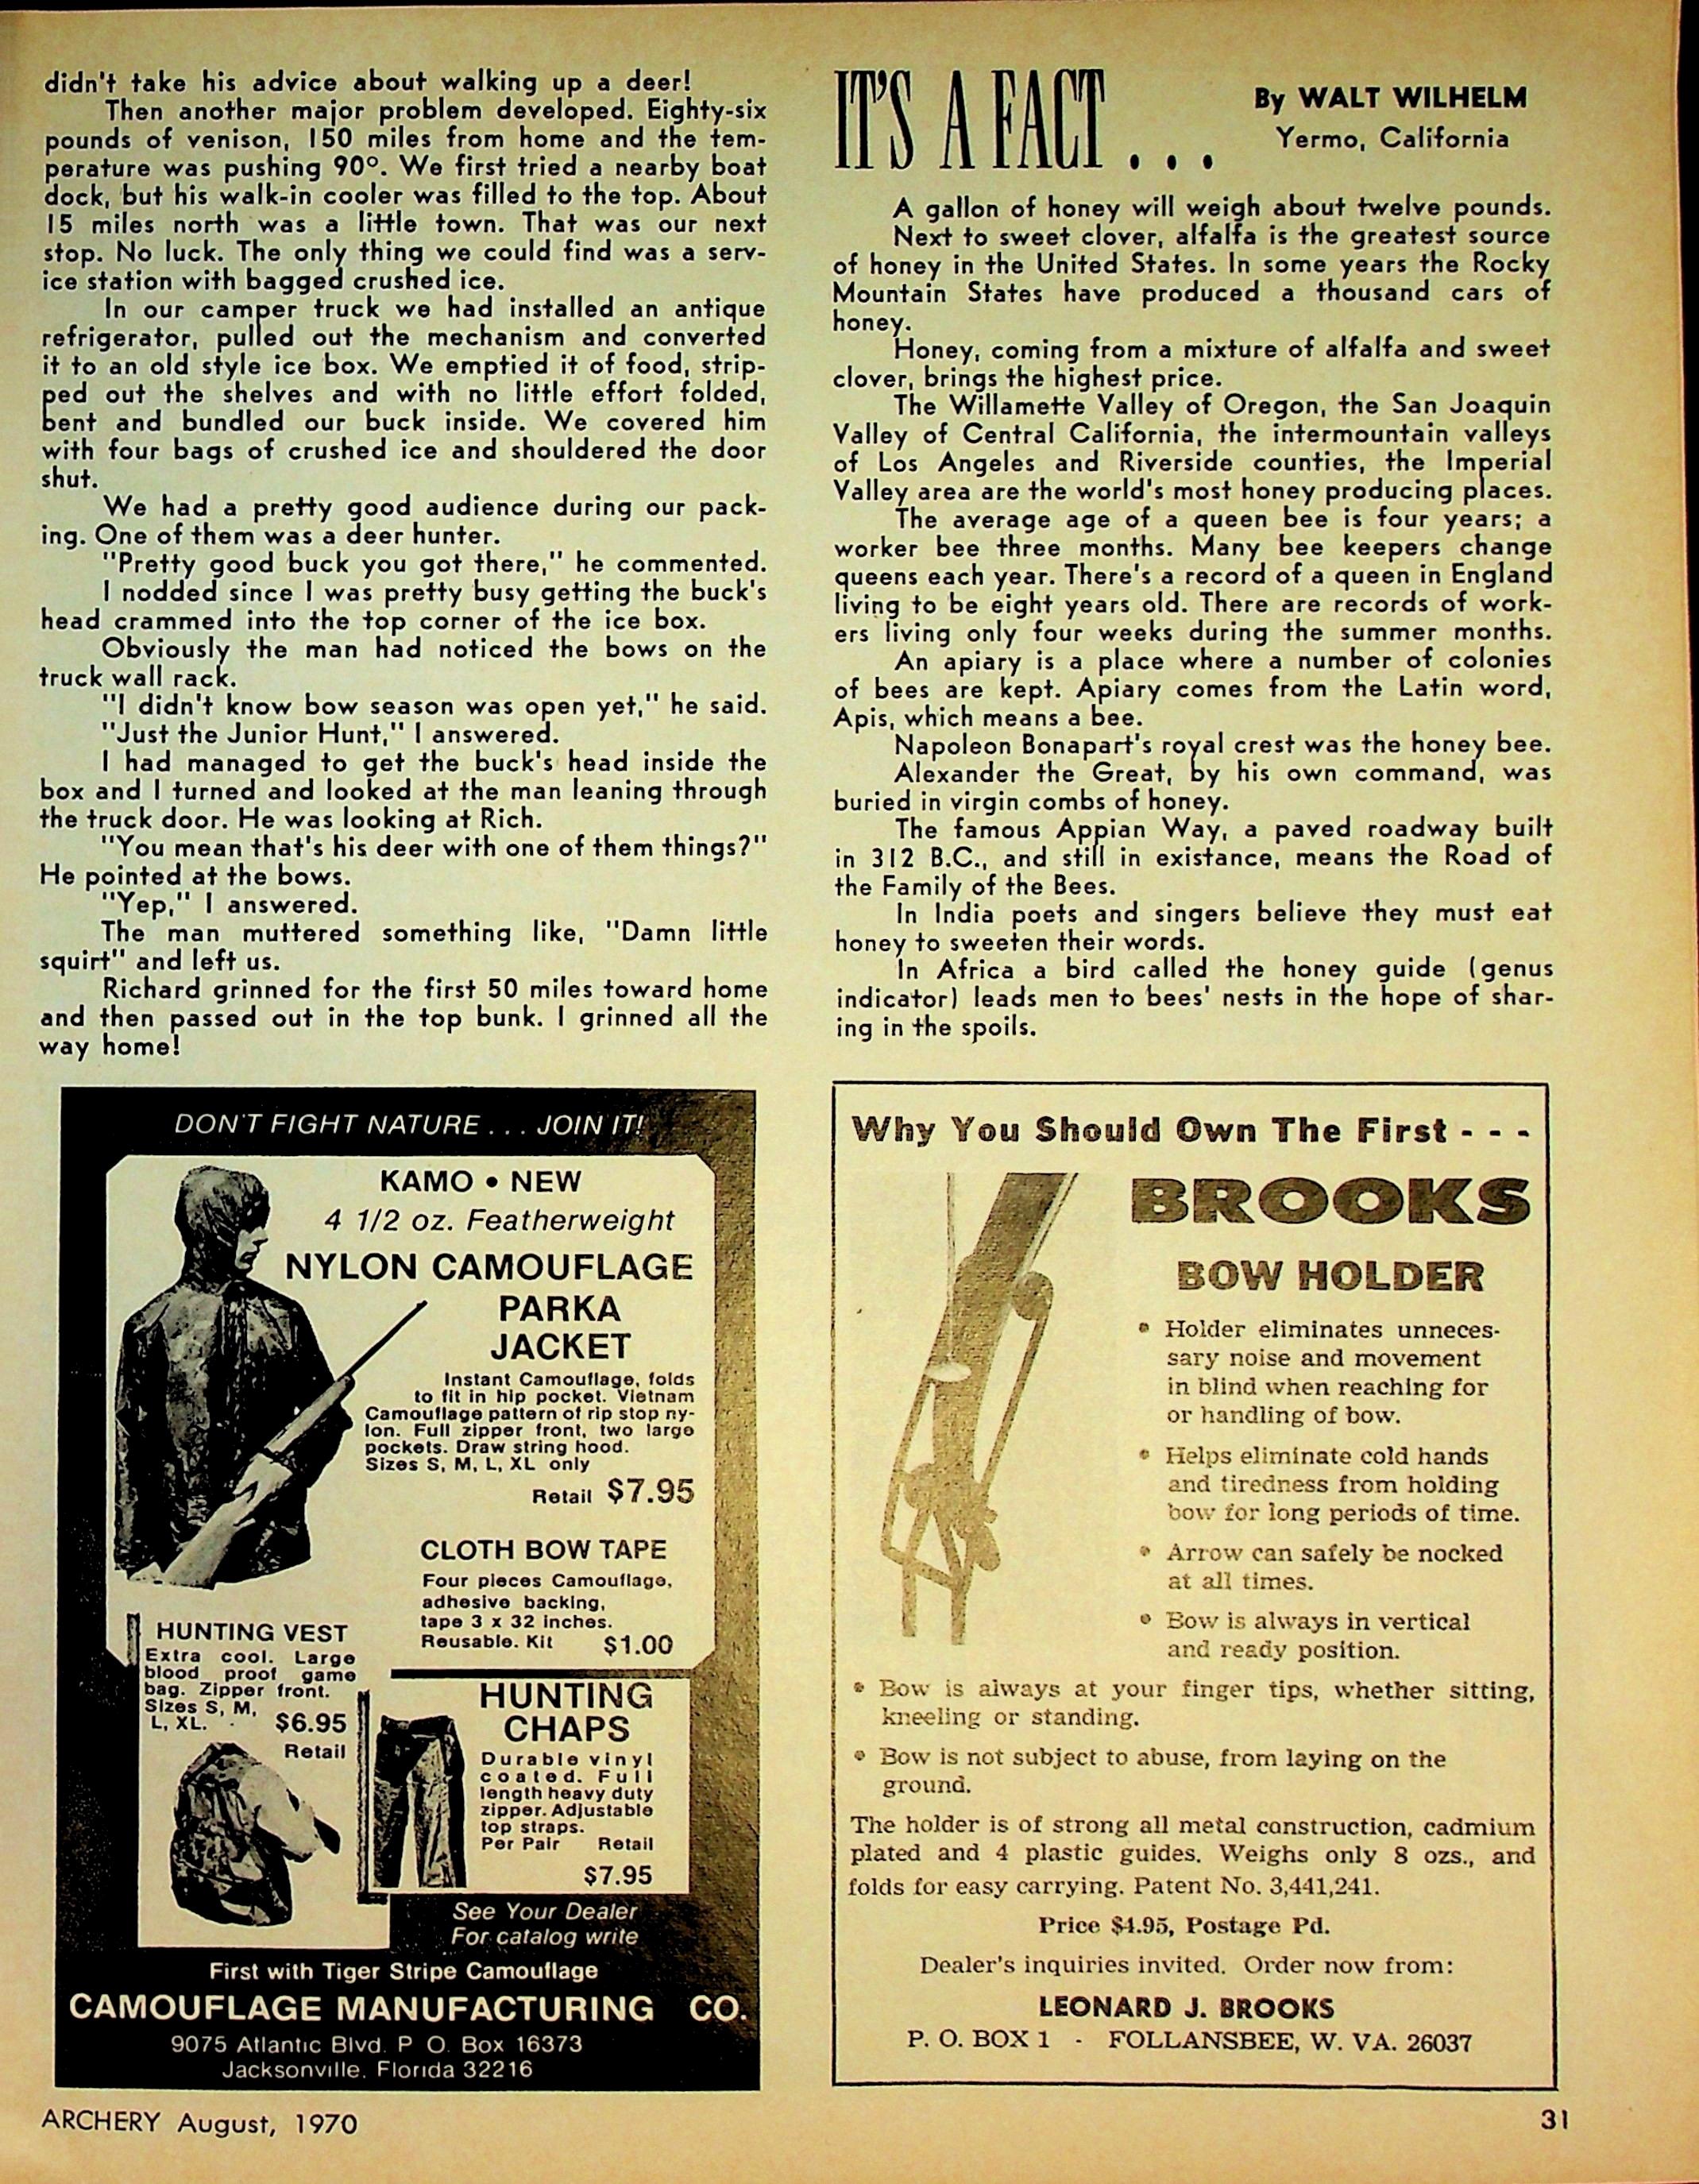 didn't take his advice about walking up a deer!
Then another major problem developed. Eighty-six
pounds of venison, 150 miles from home and the tem-
perature was pushing 90°. We first tried a nearby boat
dock, but his walk-in cooler was filled to the top. About
15 miles north was a little town. That was our next
stop. No luck. The only thing we could find was a serv-
ice station with bagged crushed ice.
In our camper truck we had installed an antique
refrigerator, pulled out the mechanism and converted
it to an old style ice box. We emptied it of food, strip-
ped out the shelves and with no little effort folded,
bent and bundled our buck inside. We covered him
with four bags of crushed ice and shouldered the door
shut.
We had a pretty good audience during our pack-
ing. One of them was a deer hunter.
"Pretty good buck you got there," he commented.
I nodded since I was pretty busy getting the buck's
head crammed into the top corner of the ice box.
Obviously the man had noticed the bows on the
truck wall rack.
"I didn't know bow season was open yet," he said.
"Just the Junior Hunt," I answered.
I had managed to get the buck's head inside the
box and I turned and looked at the man leaning through
the truck door. He was looking at Rich.
"You mean that's his deer with one of them things?"
He pointed at the bows.
"Yep," I answered.
The man muttered something like, "Damn little
squirt" and left us.
Richard grinned for the first 50 miles toward home
and then passed out in the top bunk. I grinned all the
way home!
IT'S A FACT . . .
By WALT WILHELM
Yermo, California
A gallon of honey will weigh about twelve pounds.
Next to sweet clover, alfalfa is the greatest source
of honey in the United States. In some years the Rocky
Mountain States have produced a thousand cars of
honey.
Honey, coming from a mixture of alfalfa and sweet
clover, brings the highest price.
The Willamette Valley of Oregon, the San Joaquin
Valley of Central California, the intermountain valleys
of Los Angeles and Riverside counties, the Imperial
Valley area are the world's most honey producing places.
The average age of a queen bee is four years; a
worker bee three months. Many bee keepers change
queens each year. There's a record of a queen in England
living to be eight years old. There are records of work-
ers living only four weeks during the summer months.
An apiary is a place where a number of colonies
of bees are kept. Apiary comes from the Latin word,
Apis, which means a bee.
Napoleon Bonapart's royal crest was the honey bee.
Alexander the Great, by his own command, was
buried in virgin combs of honey.
The famous Appian Way, a paved roadway built
in 312 B.C., and still in existance, means the Road of
the Family of the Bees.
In India poets and singers believe they must eat
honey to sweeten their words.
In Africa a bird called the honey guide (genus
indicator) leads men to bees' nests in the hope of shar-
ing in the spoils.
DON'T FIGHT NATURE . . . JOIN IT!
KAMO • NEW
4 1/2 oz. Featherweight
NYLON CAMOUFLAGE
PARKA
JACKET
Instant Camouflage, folds
to fit in hip pocket. Vietnam
Camouflage pattern of rip stop ny-
lon. Full zipper front, two large
pockets. Draw string hood.
Sizes S, M, L, XL only
Retail $7.95
CLOTH BOW TAPE
Four pieces Camouflage,
adhesive backing,
tape 3 x 32 inches.
Reusable. Kit $1.00
HUNTING VEST
Extra cool. Large
blood proof game
bag. Zipper front.
Sizes S, M,
L, XL. $6.95
Retail
HUNTING
CHAPS
Durable vinyl
coated. Full
length heavy duty
zipper. Adjustable
top straps.
Per Pair Retail
$7.95
See Your Dealer
For catalog write
First with Tiger Stripe Camouflage
CAMOUFLAGE MANUFACTURING CO.
9075 Atlantic Blvd. P O. Box 16373
Jacksonville, Florida 32216
Why You Should Own The First - - -
BROOKS
BOW HOLDER
• Holder eliminates unneces-
sary noise and movement
in blind when reaching for
or handling of bow.
• Helps eliminate cold hands
and tiredness from holding
bow for long periods of time.
• Arrow can safely be nocked
at all times.
• Bow is always in vertical
and ready position.
• Bow is always at your finger tips, whether sitting,
kneeling or standing.
• Bow is not subject to abuse, from laying on the
ground.
The holder is of strong all metal construction, cadmium
plated and 4 plastic guides. Weighs only 8 ozs., and
folds for easy carrying. Patent No. 3,441,241.
Price $4.95, Postage Pd.
Dealer's inquiries invited. Order now from:
LEONARD J. BROOKS
P. O. BOX 1 - FOLLANSBEE, W. VA. 26037
ARCHERY August, 1970
31